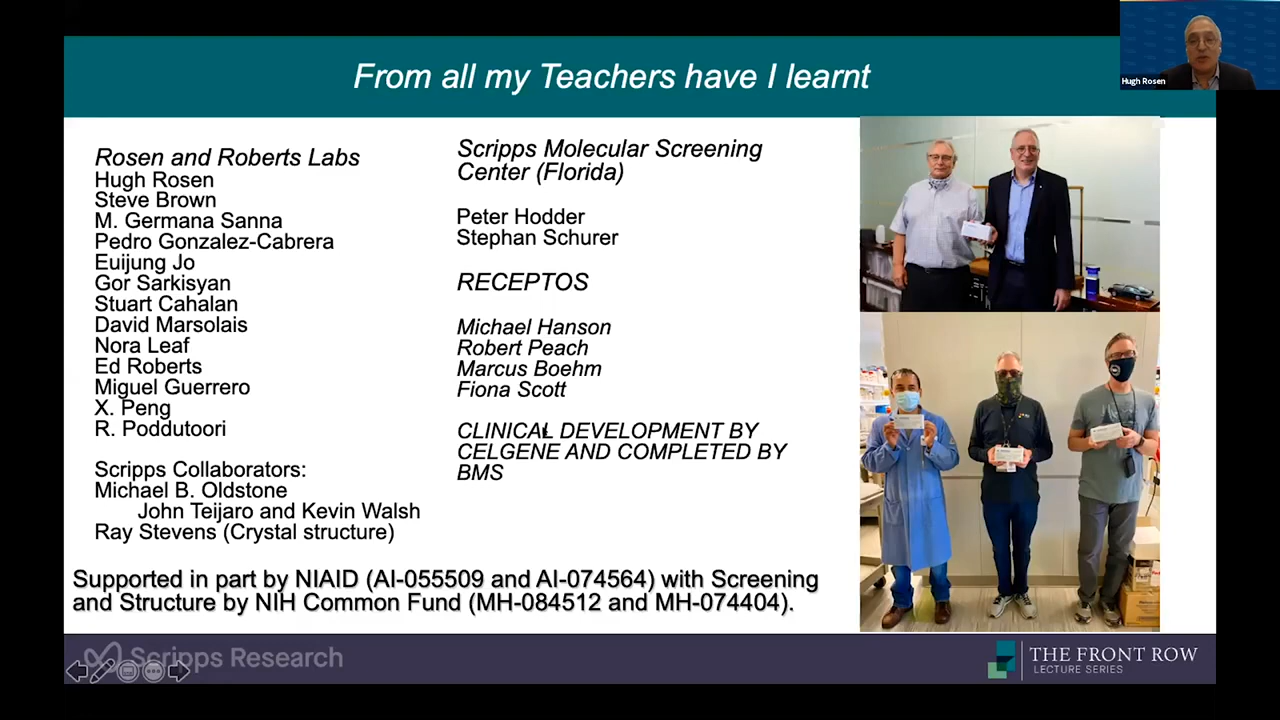 From all my Teachers have I learnt
Hugh Rosen
Rosen and Roberts Labs
Hugh Rosen
Steve Brown
M. Germana Sanna
Pedro Gonzalez-Cabrera
Euijung Jo
Gor Sarkisyan
Stuart Cahalan
David Marsolais
Nora Leaf
Ed Roberts
Miguel Guerrero
X. Peng
R. Poddutoori
Scripps Collaborators:
Michael B. Oldstone
John Teijaro and Kevin Walsh
Ray Stevens (Crystal structure)
Scripps Molecular Screening
Center (Florida)
Peter Hodder
Stephan Schurer
RECEPTOS
Michael Hanson
Robert Peach
Marcus Boehm
Fiona Scott
CLINICAL DEVELOPMENT BY
CELGENE AND COMPLETED BY
BMS
Supported in part by NIAID (AI-055509 and AI-074564) with Screening
and Structure by NIH Common Fund (MH-084512 and MH-074404).
Scripps Research
THE FRONT ROW
LECTURE SERIES